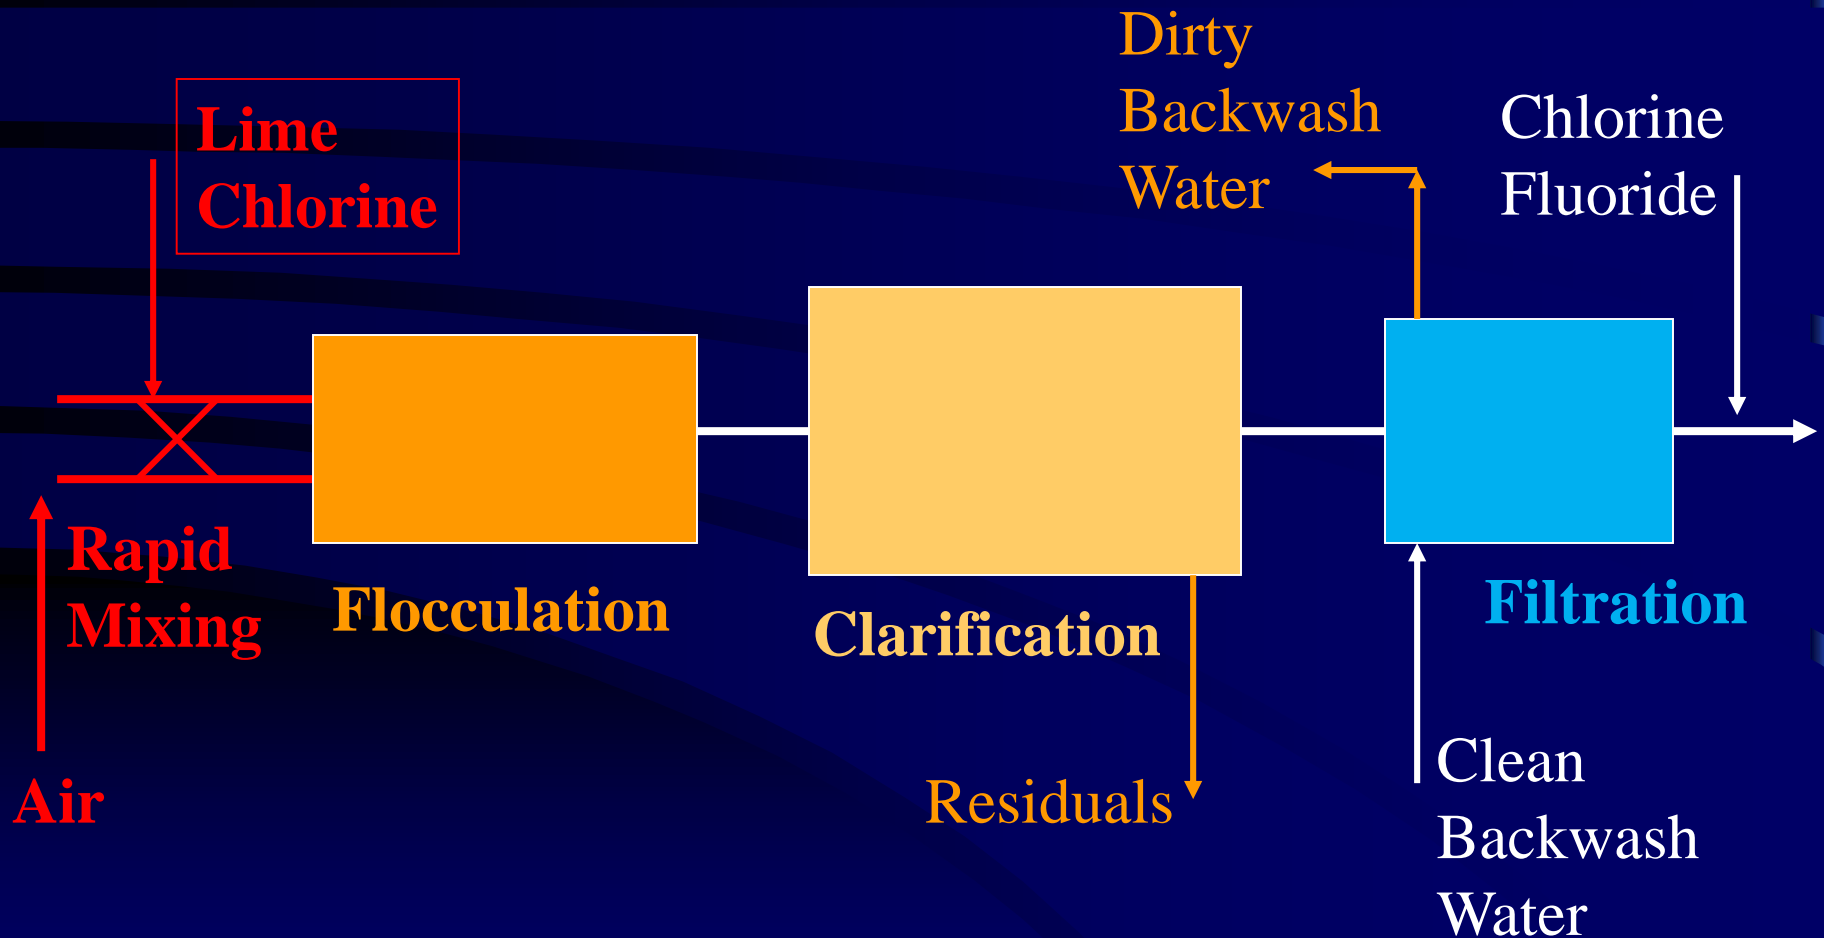 Lime
Chlorine
Dirty
Backwash
Water
Chlorine
Fluoride
Rapid
Mixing
Air
Flocculation
Clarification
Residuals
Filtration
Clean
Backwash
Water